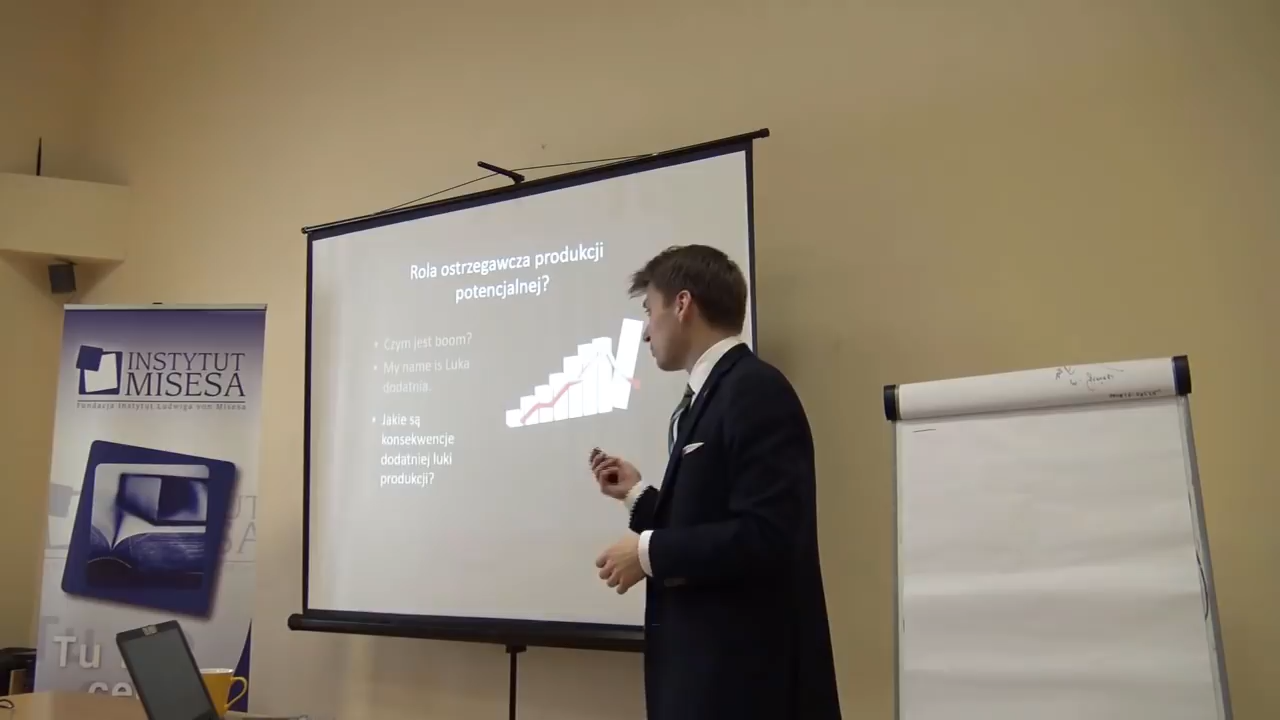 Rola ostrzegawcza produkcji
potencjalnej?
• Czym jest boom?
• My name is Luka
dodatnia.
• Jakie są
konsekwencje
dodatniej luki
produkcji?
INSTYTUT
MISESA
Fundacja Instytut Ludwiga von Misesa
Tu